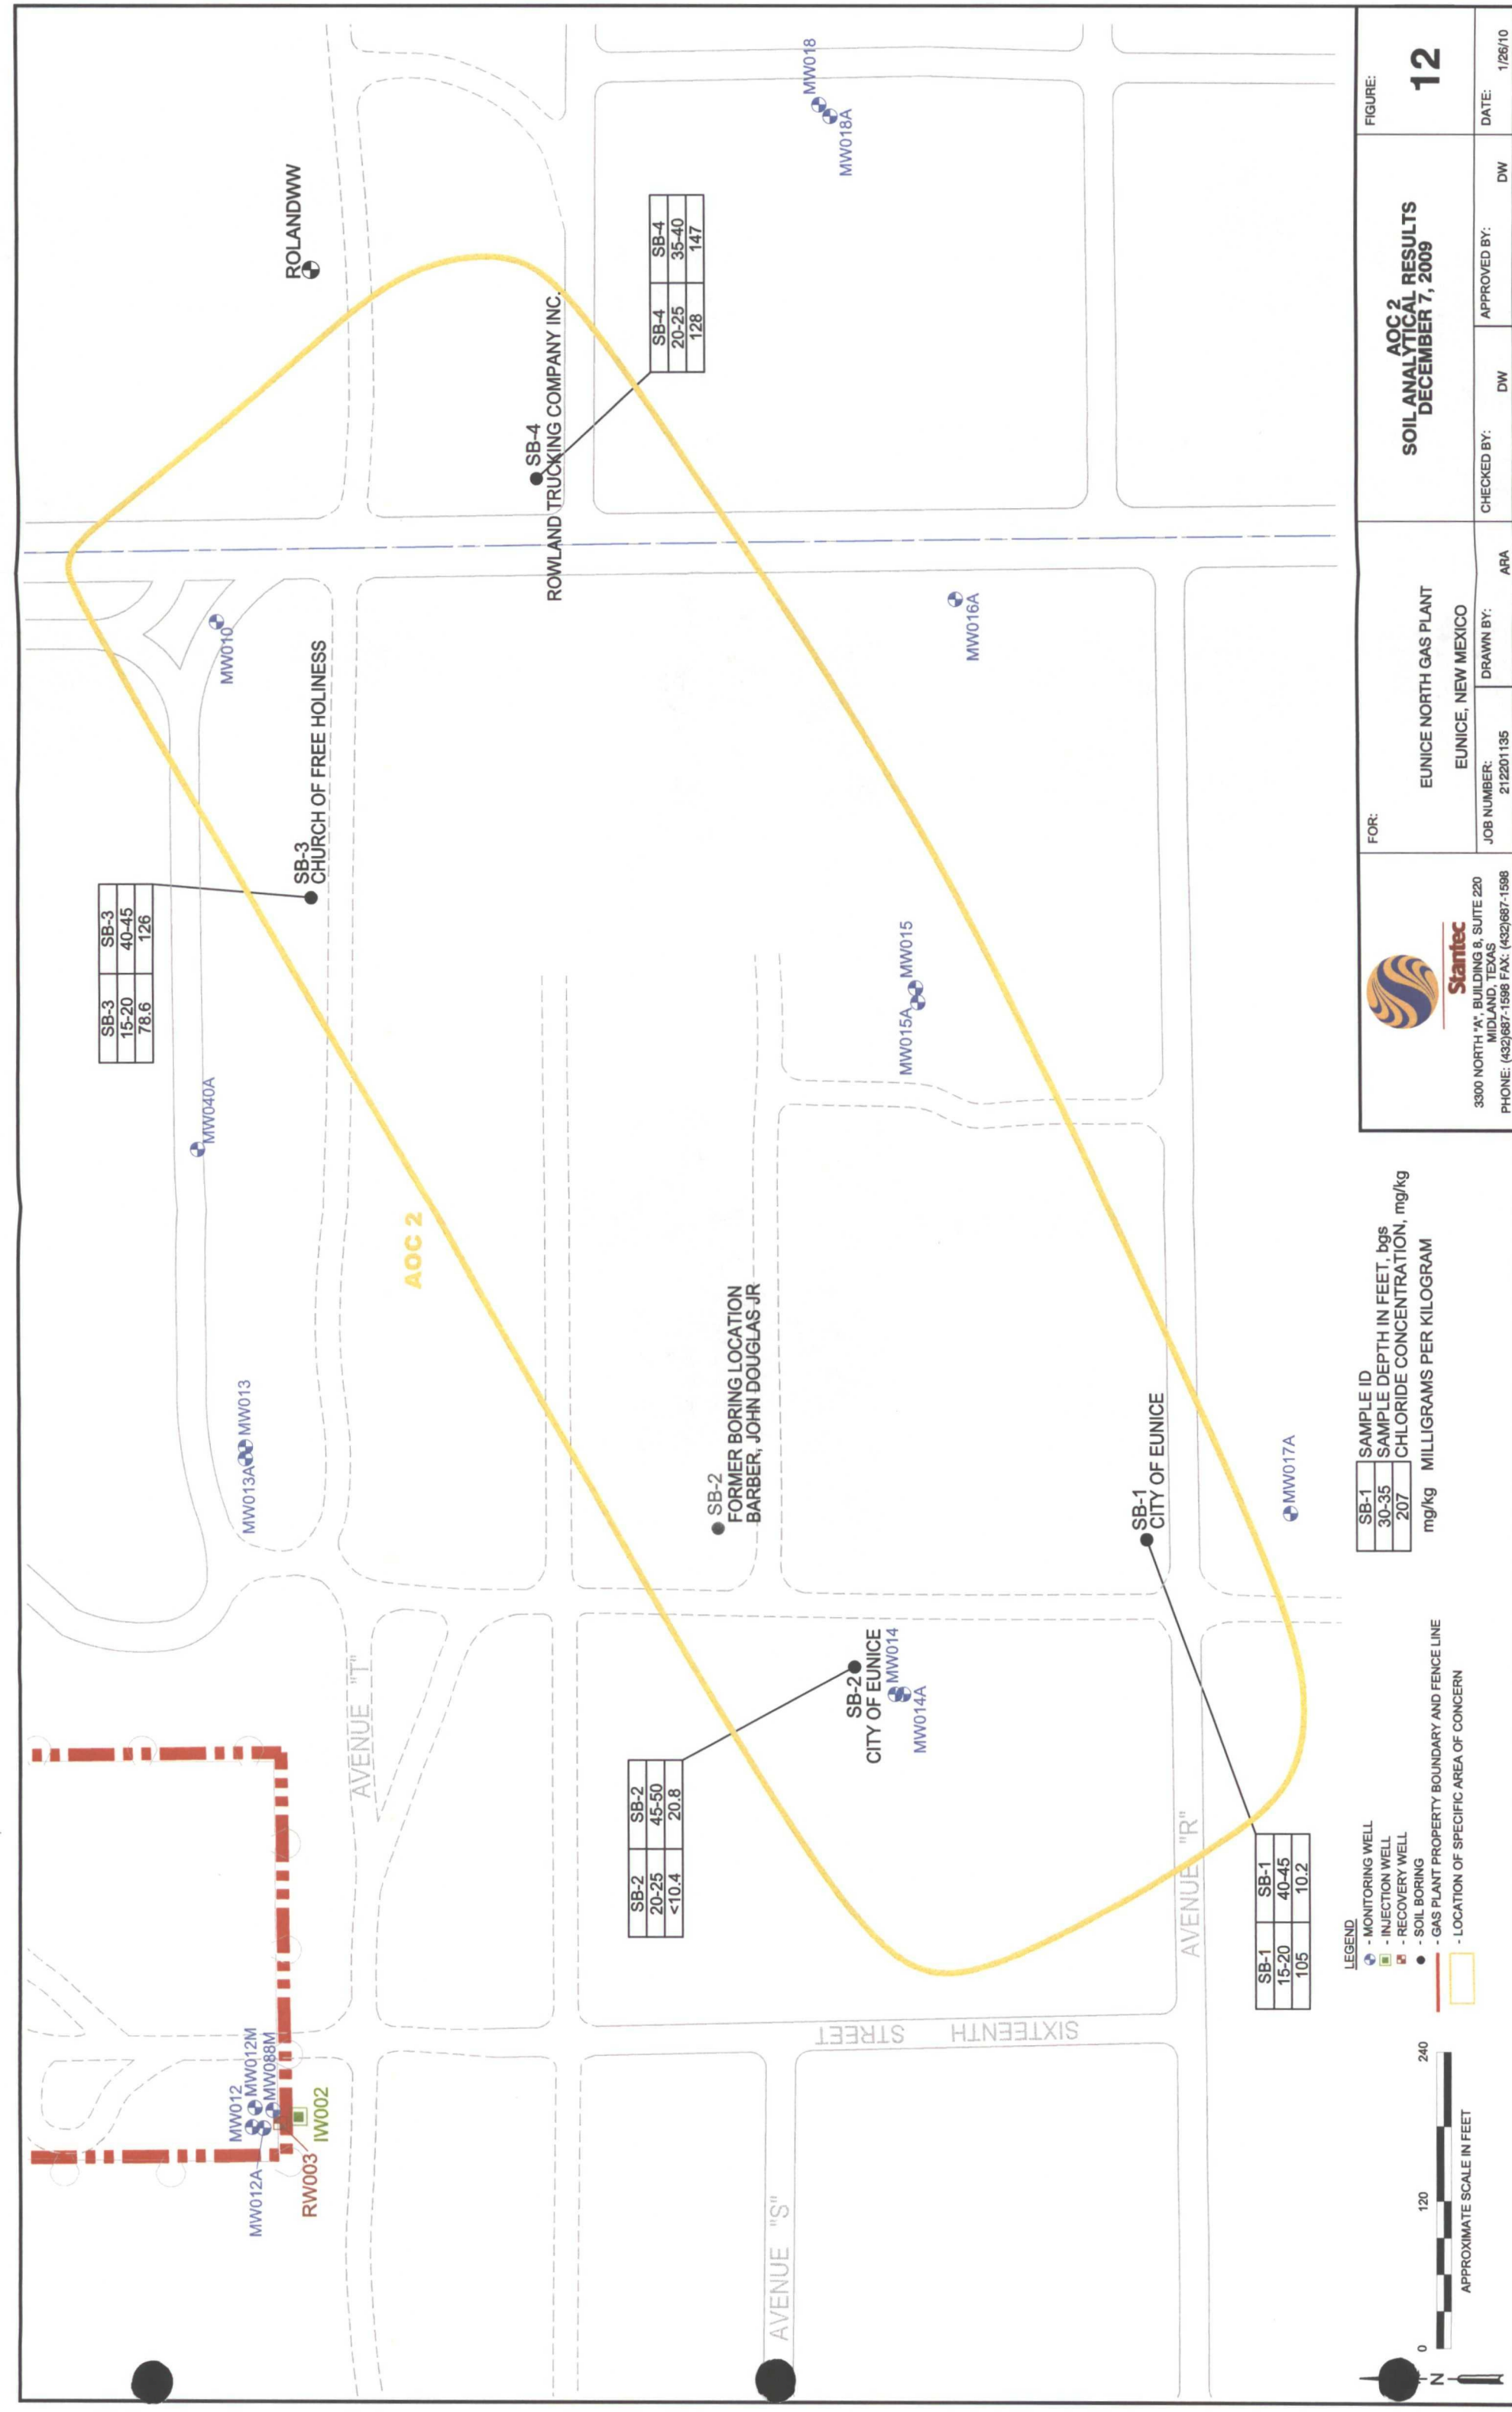 MW012
MW012M
MW088M
MW012A
RW003
IW002
AVENUE "T"
MW013A
MW013
MW040A
SB-3 SB-3
15-20 40-45
78.6 126
MW010
SB-3
CHURCH OF FREE HOLINESS
ROLANDWW
AOC 2
SB-4
ROWLAND TRUCKING COMPANY INC.
SB-4 SB-4
20-25 35-40
128 147
MW018
MW018A
SB-2
FORMER BORING LOCATION
BARBER, JOHN DOUGLAS JR
SB-2 SB-2
20-25 45-50
<10.4 20.8
SB-2
CITY OF EUNICE
MW014
MW014A
MW015A
MW015
MW016A
AVENUE "S"
SIXTEENTH STREET
SB-1
CITY OF EUNICE
AVENUE "R"
SB-1 SB-1
15-20 40-45
105 10.2
MW017A
N
0 120 240
APPROXIMATE SCALE IN FEET
LEGEND
- MONITORING WELL
- INJECTION WELL
- RECOVERY WELL
- SOIL BORING
- GAS PLANT PROPERTY BOUNDARY AND FENCE LINE
- LOCATION OF SPECIFIC AREA OF CONCERN
SB-1 SAMPLE ID
30-35 SAMPLE DEPTH IN FEET, bgs
207 CHLORIDE CONCENTRATION, mg/kg
mg/kg MILLIGRAMS PER KILOGRAM
Stantec
3300 NORTH "A", BUILDING 8, SUITE 220
MIDLAND, TEXAS
PHONE: (432)687-1598 FAX: (432)687-1598
FOR:
EUNICE NORTH GAS PLANT
EUNICE, NEW MEXICO
JOB NUMBER:
212201135
DRAWN BY:
ARA
AOC 2
SOIL ANALYTICAL RESULTS
DECEMBER 7, 2009
CHECKED BY:
DW
APPROVED BY:
DW
FIGURE:
12
DATE:
1/26/10